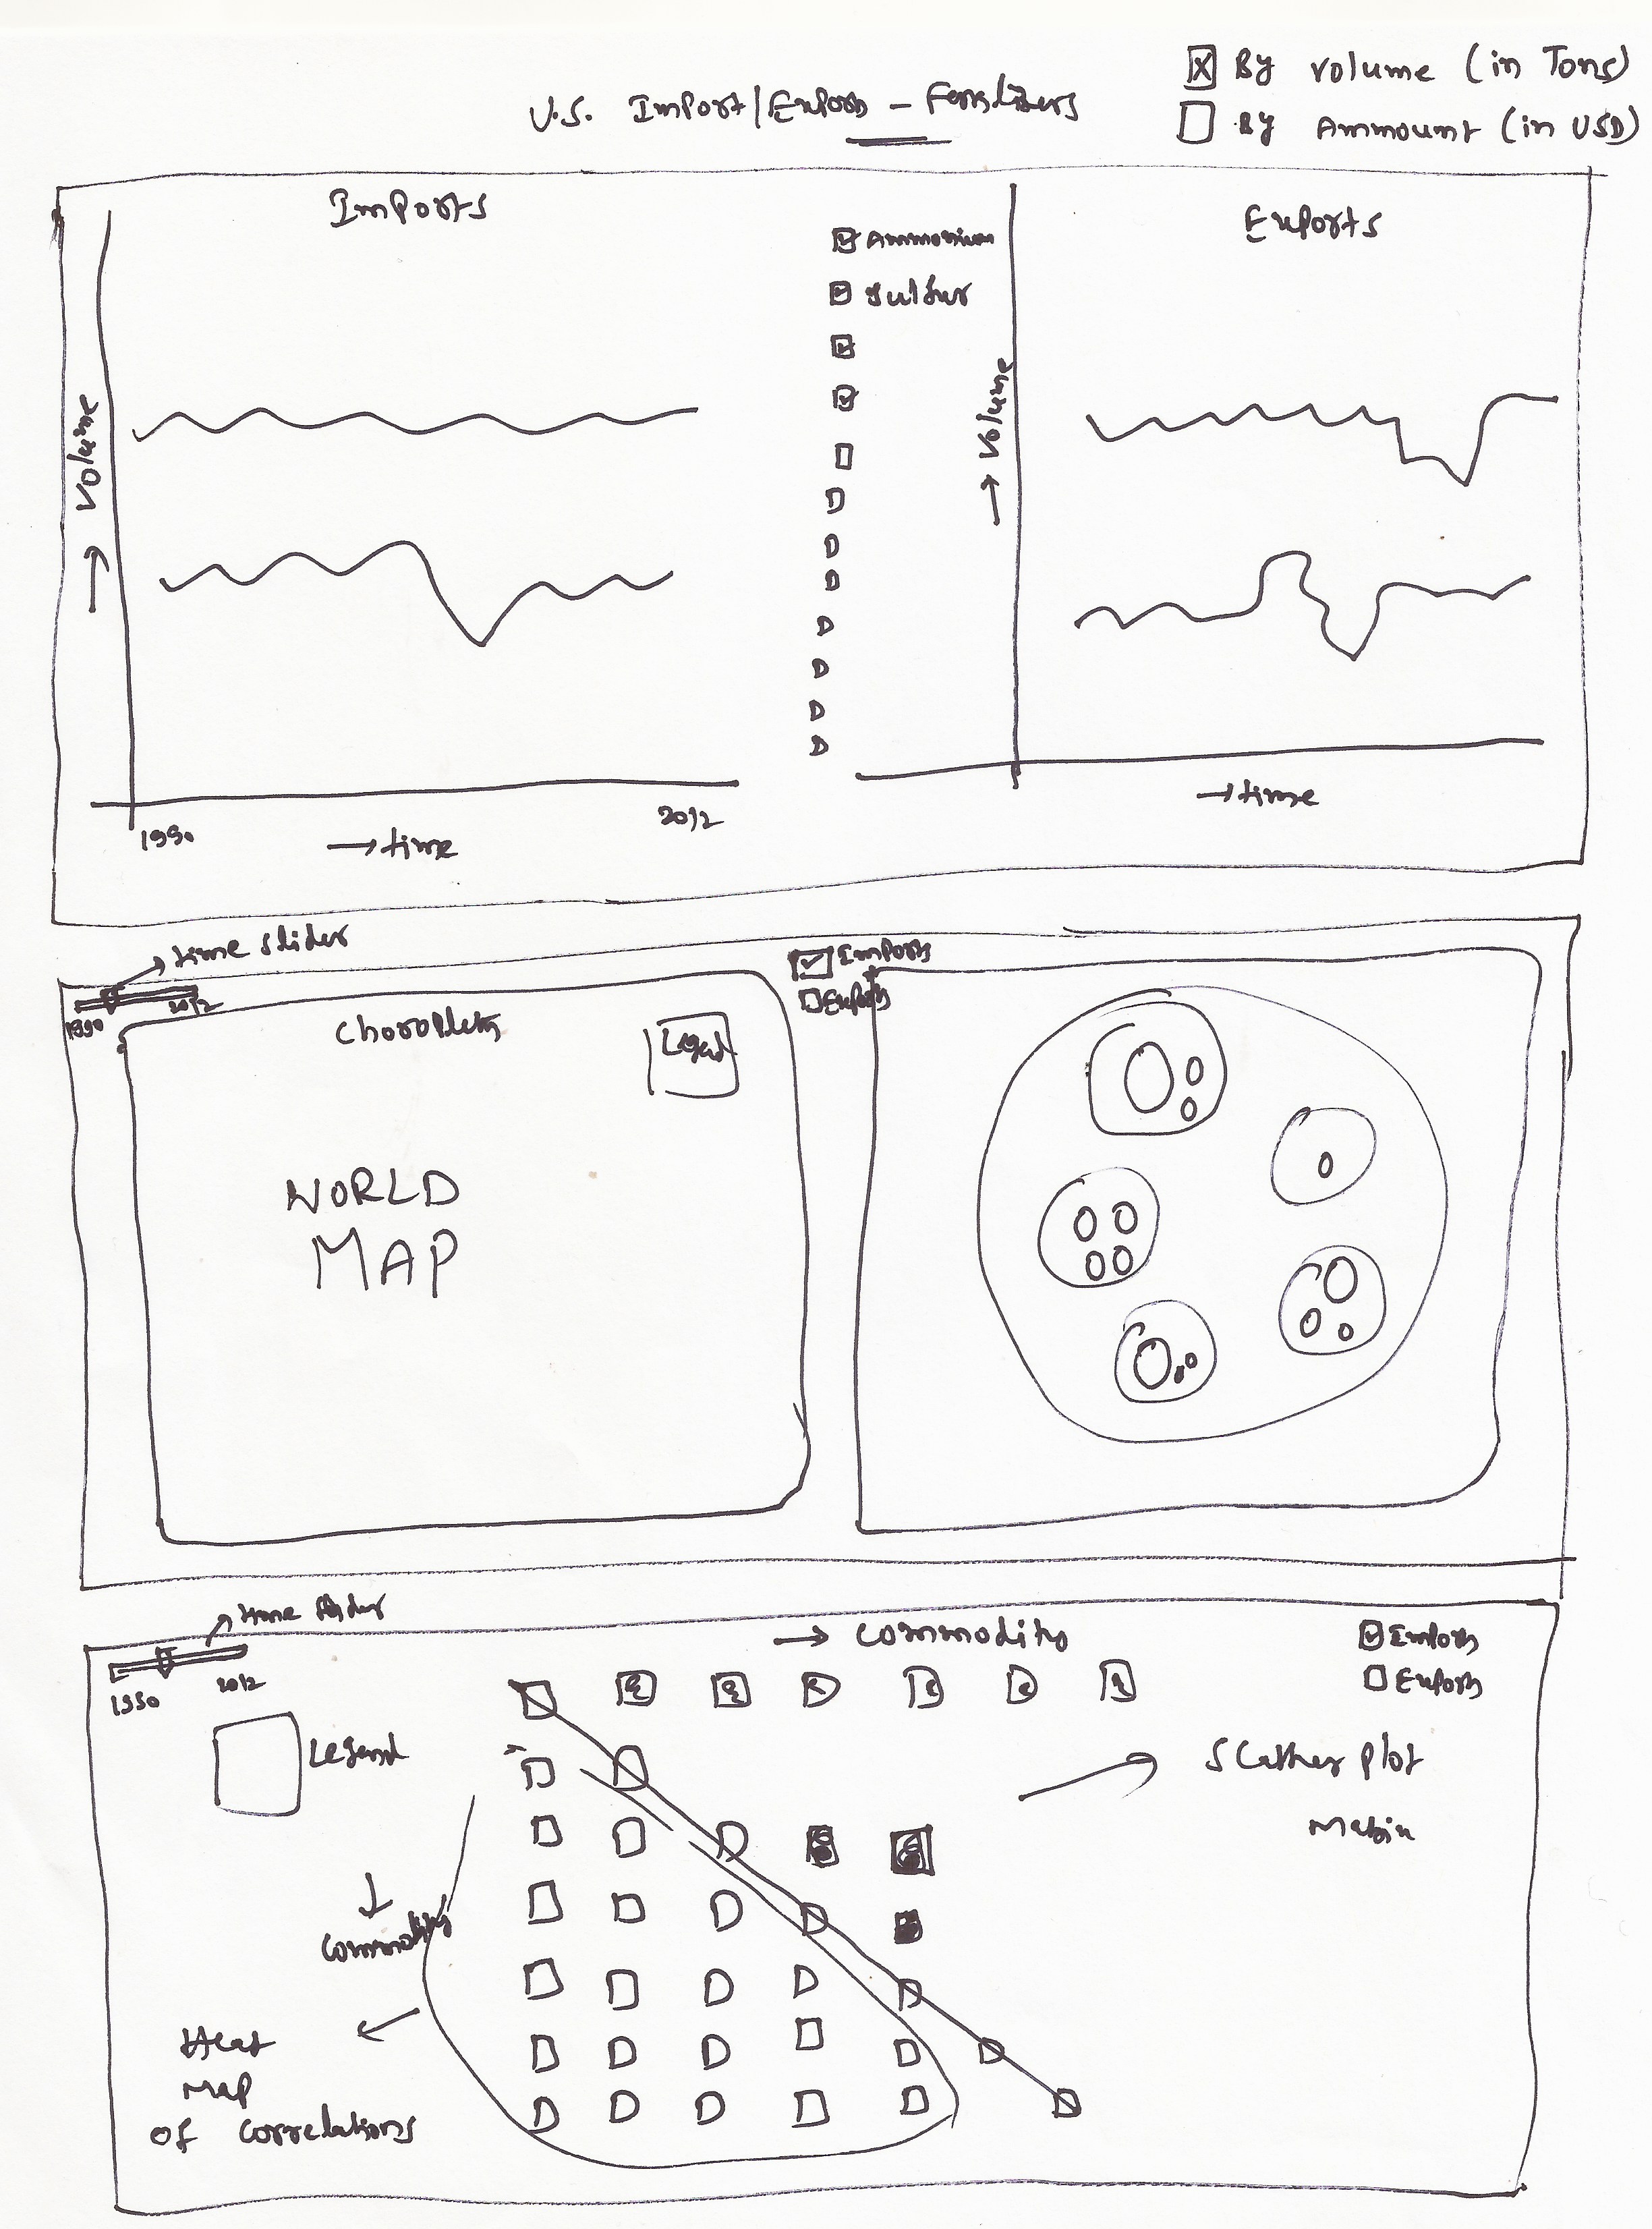 U.S. Import/Export - Fertilizers
By volume (in Tons)
By Ammount (in USD)
Imports
Exports
Ammonium
Sulfur
→ Volume
→ Volume
1990
2012
→ time
→ time
→ time slider
1990
2012
Choropleth
Legend
WORLD
MAP
Imports
Exports
time slider
1990
2012
Legend
→ Commodity
Imports
Exports
Scatter plot
Matrix
Commodity
Heat
Map
of correlations